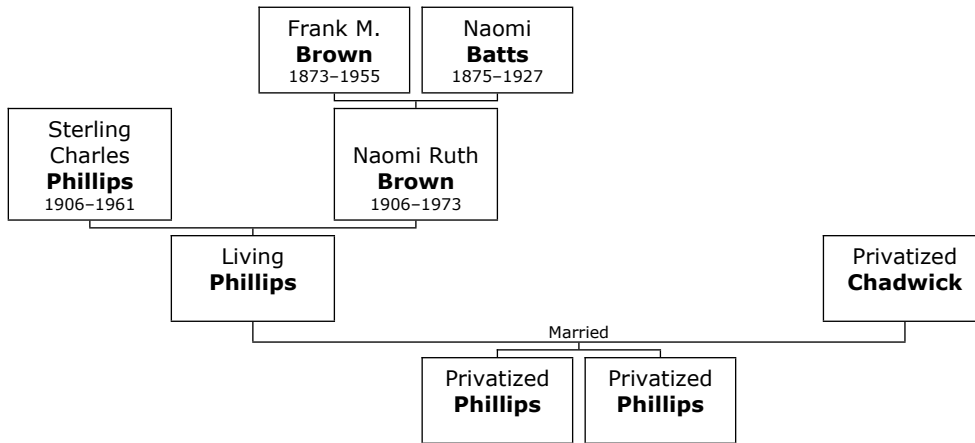 Frank M.
Brown
1873–1955
Naomi
Batts
1875–1927
Sterling
Charles
Phillips
1906–1961
Naomi Ruth
Brown
1906–1973
Living
Phillips
Privatized
Chadwick
Married
Privatized
Phillips
Privatized
Phillips